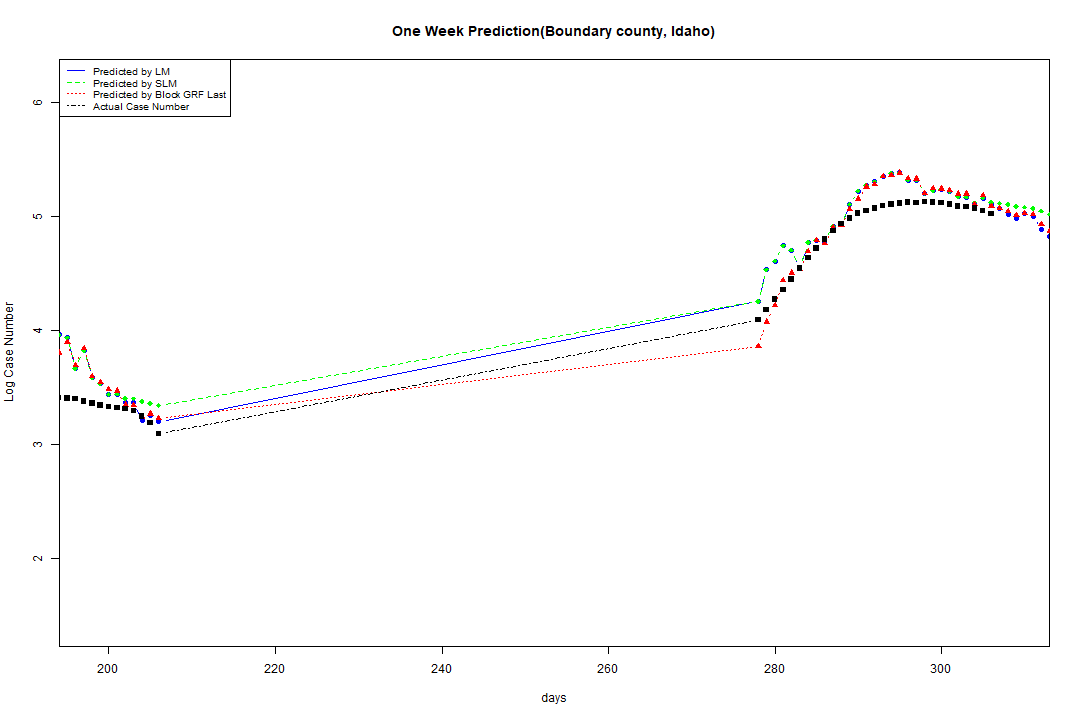 One Week Prediction(Boundary county, Idaho)
Predicted by LM
Predicted by SLM
Predicted by Block GRF Last
Actual Case Number
6
5
4
3
2
Log Case Number
200 220 240 260 280 300
days